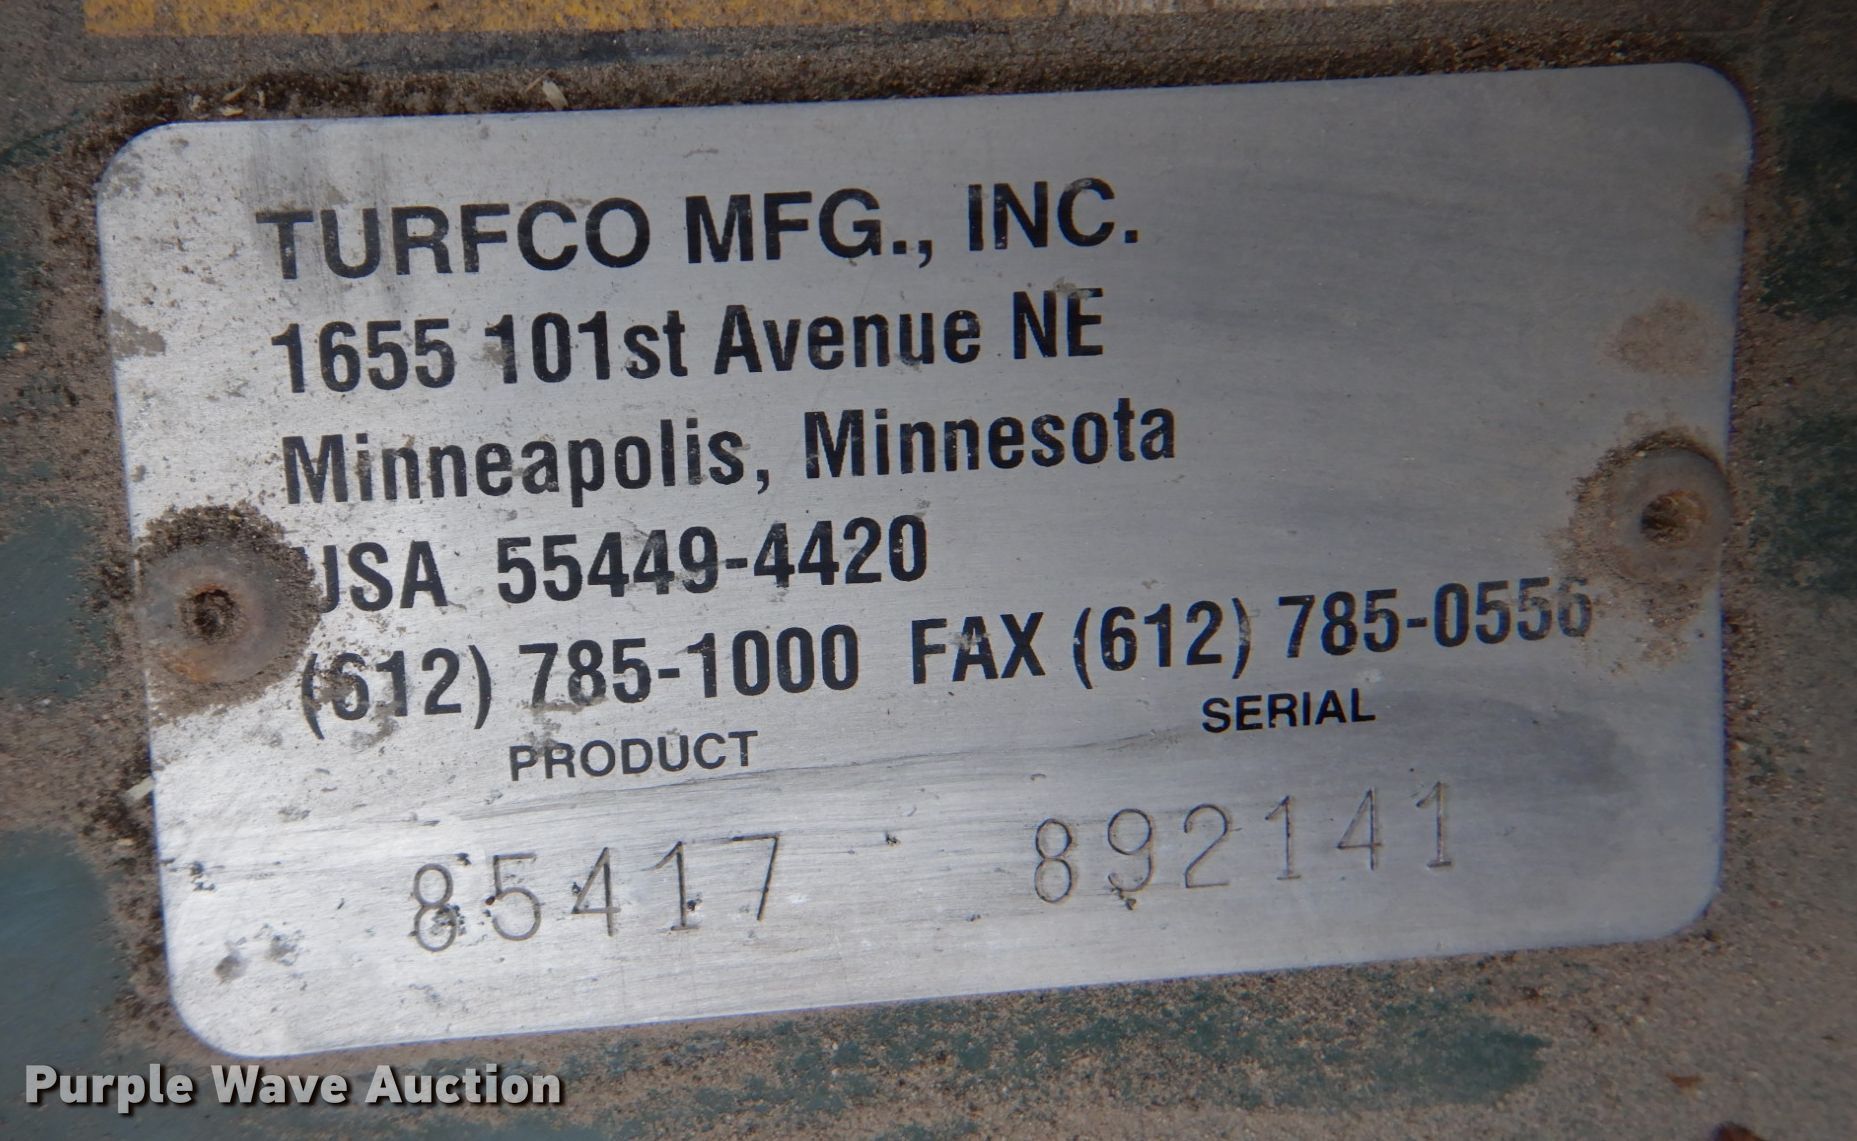 TURFCO MFG., INC.
1655 101st Avenue NE
Minneapolis, Minnesota
USA 55449-4420
(612) 785-1000 FAX (612) 785-0556
PRODUCT SERIAL
85417 892141
Purple Wave Auction